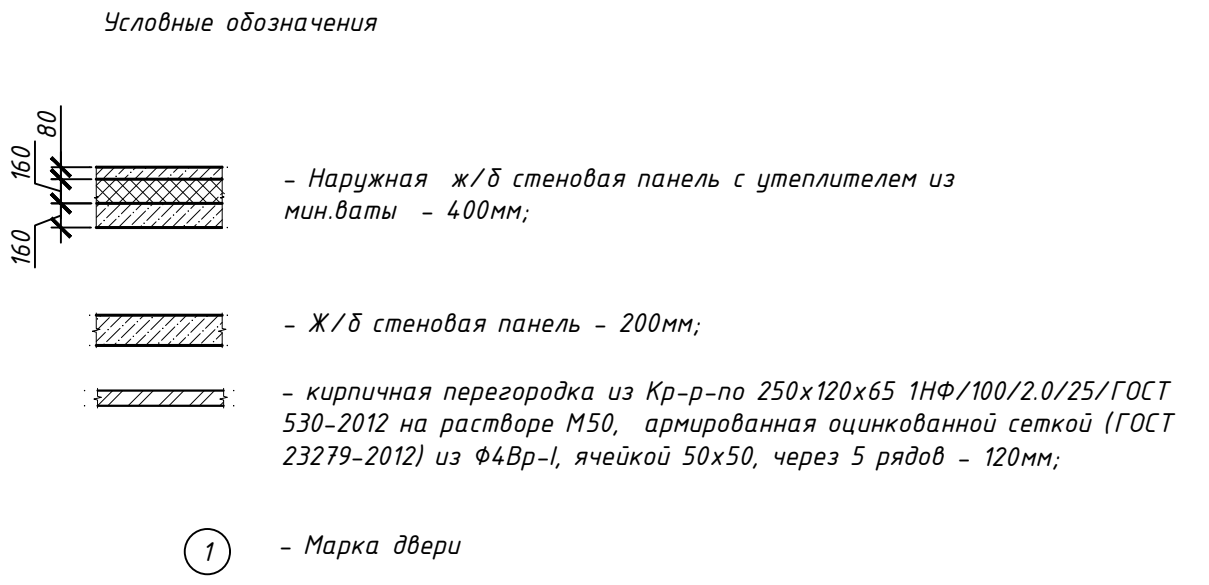 Условные обозначения
80
160
160
- Наружная ж/б стеновая панель с утеплителем из
мин.ваты - 400мм;
- Ж/б стеновая панель - 200мм;
- кирпичная перегородка из Кр-р-по 250х120х65 1НФ/100/2.0/25/ГОСТ
530-2012 на растворе М50, армированная оцинкованной сеткой (ГОСТ
23279-2012) из Ф4Вр-I, ячейкой 50х50, через 5 рядов - 120мм;
1 - Марка двери